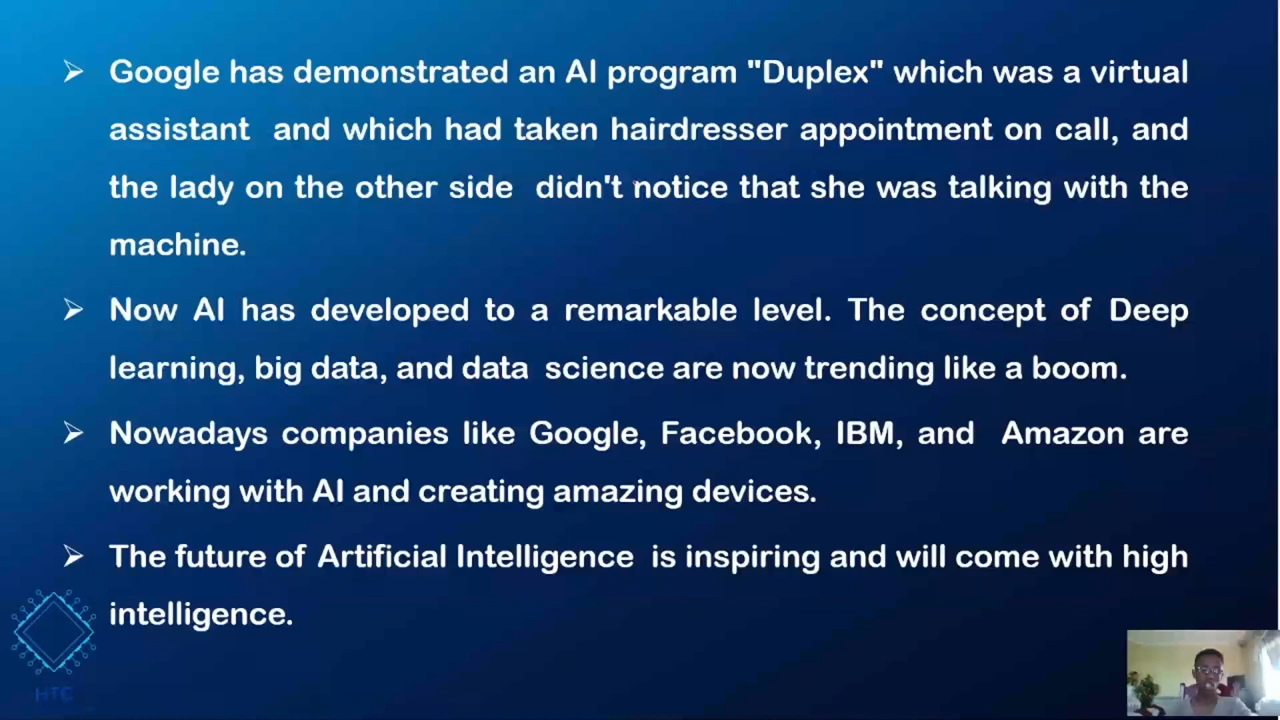 Google has demonstrated an AI program "Duplex" which was a virtual
assistant and which had taken hairdresser appointment on call, and
the lady on the other side didn't notice that she was talking with the
machine.
Now AI has developed to a remarkable level. The concept of Deep
learning, big data, and data science are now trending like a boom.
Nowadays companies like Google, Facebook, IBM, and Amazon are
working with AI and creating amazing devices.
The future of Artificial Intelligence is inspiring and will come with high
intelligence.
HTC